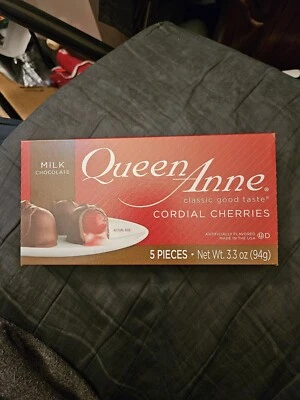 MILK
CHOCOLATE
Queen
Anne®
classic good taste®
CORDIAL CHERRIES
5 PIECES • Net Wt. 3.3 oz (94g)
ARTIFICIALLY FLAVORED
MADE IN THE USA ⓊD